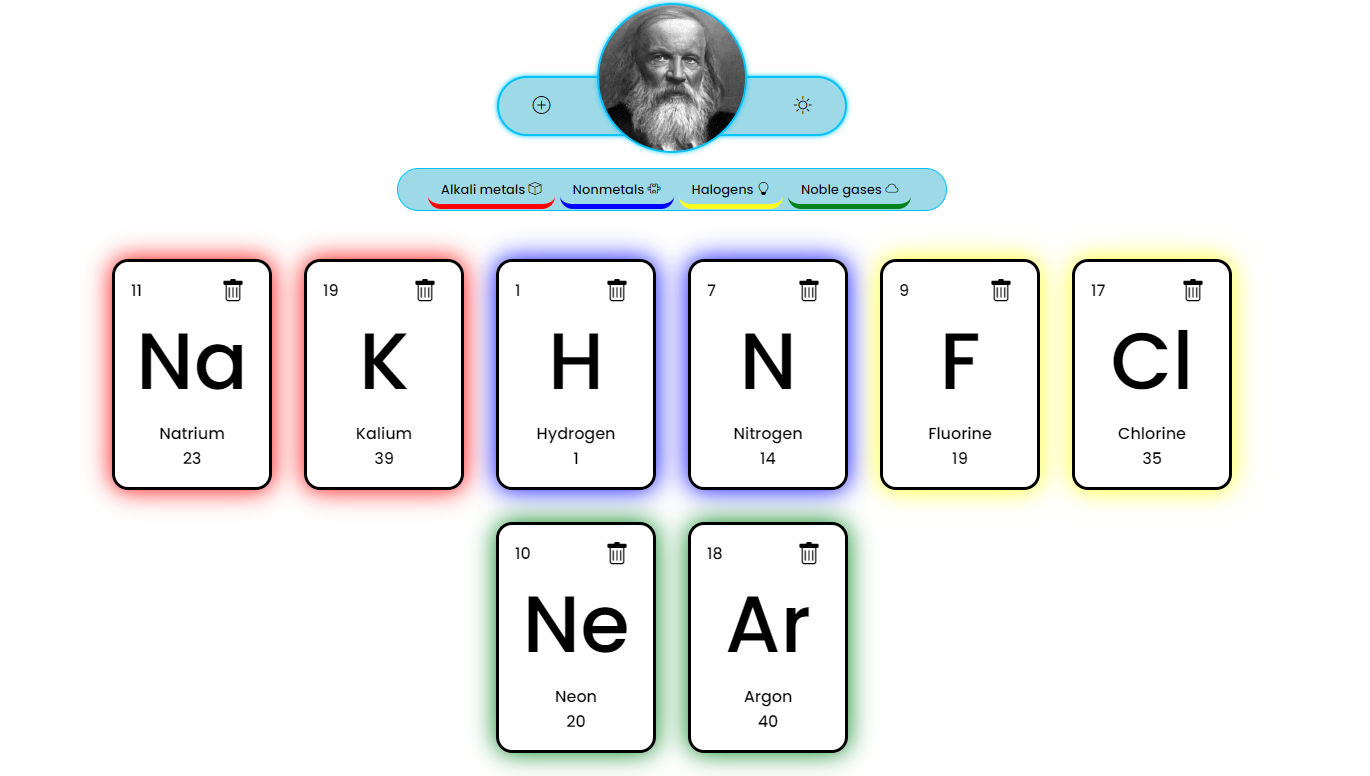 Alkali metals Nonmetals Halogens Noble gases
11 19 1 7 9 17
Na K H N F Cl
Natrium Kalium Hydrogen Nitrogen Fluorine Chlorine
23 39 1 14 19 35
10 18
Ne Ar
Neon Argon
20 40